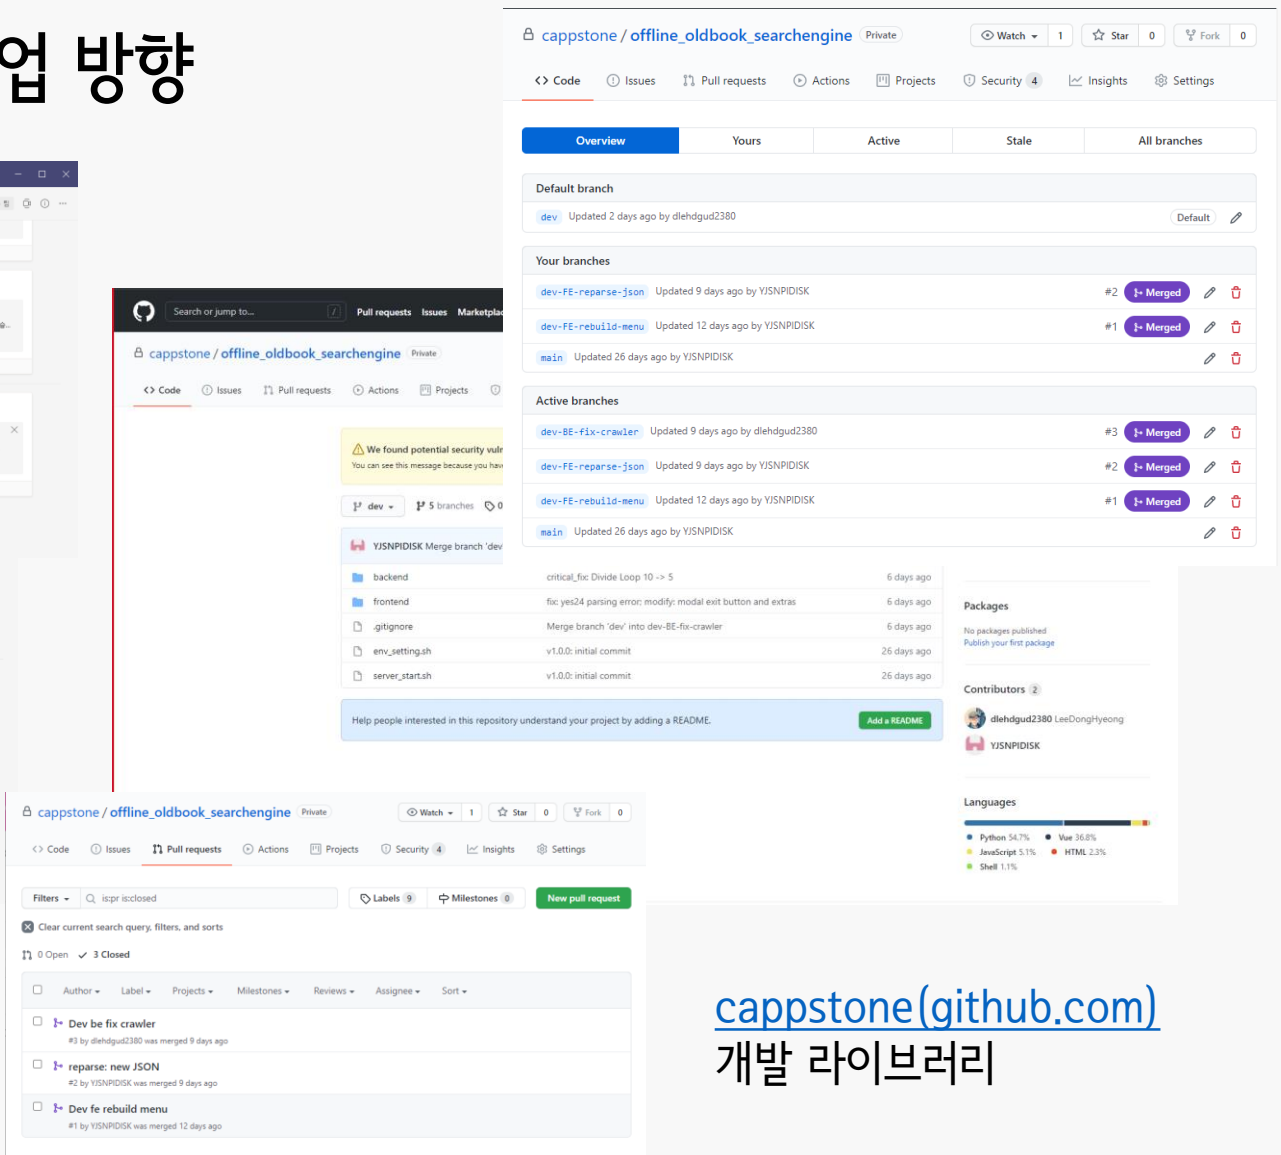 업 방향
cappstone / offline_oldbook_searchengine Private
Watch 1 Star 0 Fork 0
Code Issues Pull requests Actions Projects Security 4 Insights Settings
Overview Yours Active Stale All branches
Default branch
dev Updated 2 days ago by dlehdgud2380 Default
Your branches
dev-FE-reparse-json Updated 9 days ago by YJSNPIDISK #2 Merged
dev-FE-rebuild-menu Updated 12 days ago by YJSNPIDISK #1 Merged
main Updated 26 days ago by YJSNPIDISK
Active branches
dev-BE-fix-crawler Updated 9 days ago by dlehdgud2380 #3 Merged
dev-FE-reparse-json Updated 9 days ago by YJSNPIDISK #2 Merged
dev-FE-rebuild-menu Updated 12 days ago by YJSNPIDISK #1 Merged
main Updated 26 days ago by YJSNPIDISK
Search or jump to... / Pull requests Issues Marketplac
cappstone / offline_oldbook_searchengine Private
Code Issues Pull requests Actions Projects
We found potential security vulr
You can see this message because you have
dev 5 branches 0
YJSNPIDISK Merge branch 'dev
backend critical_fix: Divide Loop 10 -> 5 6 days ago
frontend fix: yes24 parsing error: modify: modal exit button and extras 6 days ago
.gitignore Merge branch 'dev' into dev-BE-fix-crawler 6 days ago
env_setting.sh v1.0.0: initial commit 26 days ago
server_start.sh v1.0.0: initial commit 26 days ago
Help people interested in this repository understand your project by adding a README. Add a README
Packages
No packages published
Publish your first package
Contributors 2
dlehdgud2380 LeeDongHyeong
YJSNPIDISK
Languages
Python 54.7% Vue 36.8%
JavaScript 5.1% HTML 2.3%
Shell 1.1%
cappstone / offline_oldbook_searchengine Private
Watch 1 Star 0 Fork 0
Code Issues Pull requests Actions Projects Security 4 Insights Settings
Filters is:pr is:closed Labels 9 Milestones 0 New pull request
Clear current search query, filters, and sorts
0 Open 3 Closed
Author Label Projects Milestones Reviews Assignee Sort
Dev be fix crawler
#3 by dlehdgud2380 was merged 9 days ago
reparse: new JSON
#2 by YJSNPIDISK was merged 9 days ago
Dev fe rebuild menu
#1 by YJSNPIDISK was merged 12 days ago
cappstone(github.com)
개발 라이브러리